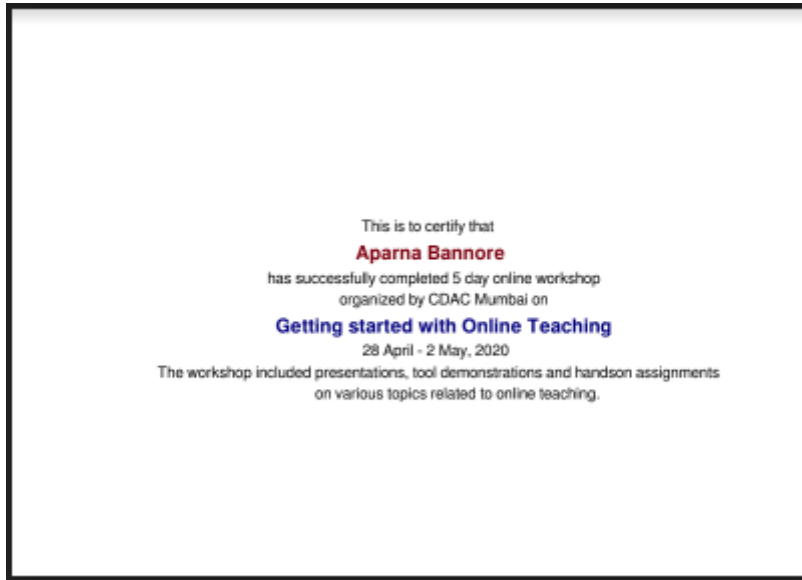 This is to certify that
Aparna Bannore
has successfully completed 5 day online workshop
organized by CDAC Mumbai on
Getting started with Online Teaching
28 April - 2 May, 2020
The workshop included presentations, tool demonstrations and handson assignments
on various topics related to online teaching.